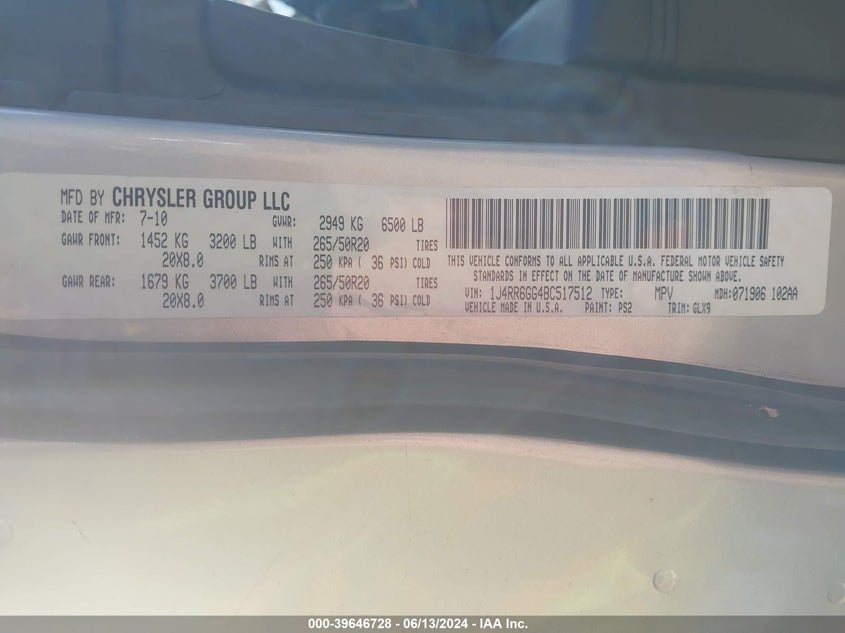 MFD BY CHRYSLER GROUP LLC
DATE OF MFR: 7-10 GVWR: 2949 KG 6500 LB
GAWR FRONT: 1452 KG 3200 LB WITH 265/50R20 TIRES
20X8.0 RIMS AT 250 KPA ( 36 PSI) COLD
GAWR REAR: 1679 KG 3700 LB WITH 265/50R20 TIRES
20X8.0 RIMS AT 250 KPA ( 36 PSI) COLD
THIS VEHICLE CONFORMS TO ALL APPLICABLE U.S.A. FEDERAL MOTOR VEHICLE SAFETY
STANDARDS IN EFFECT ON THE DATE OF MANUFACTURE SHOWN ABOVE.
VIN: 1J4RR6GG4BC517512 TYPE: MPV MDH:071906 102AA
VEHICLE MADE IN U.S.A. PAINT: PS2 TRIM: GLX9
000-39646728 - 06/13/2024 - IAA Inc.